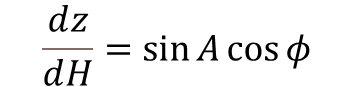 dz/dH = sin A cos ϕ